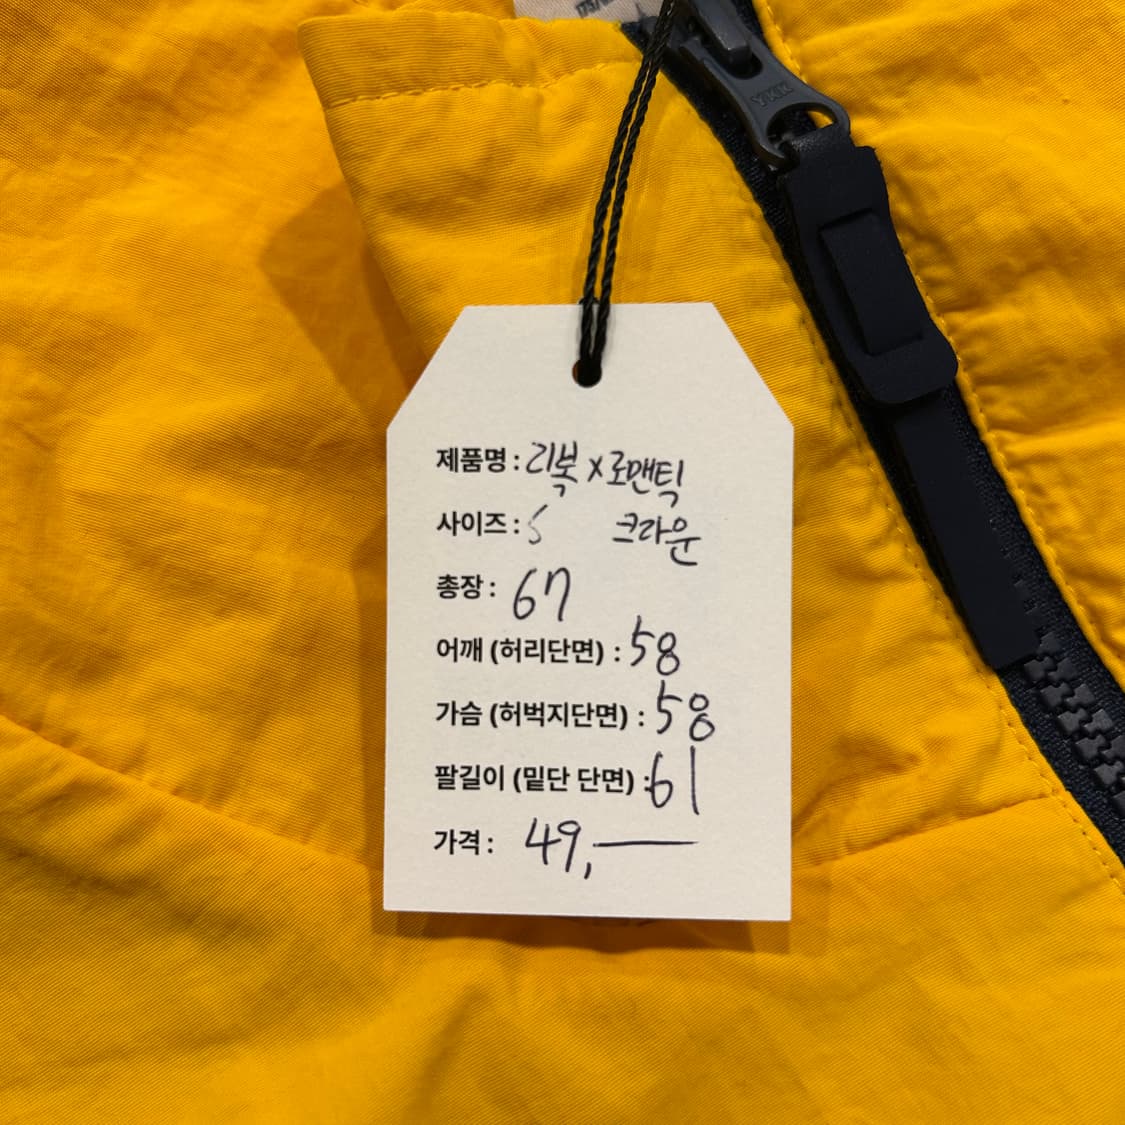 YKK
제품명 : 리복 x 로맨틱
크라운
사이즈 : S
총장 : 67
어깨 (허리단면) : 58
가슴 (허벅지단면) : 58
팔길이 (밑단 단면) : 61
가격 : 49,—